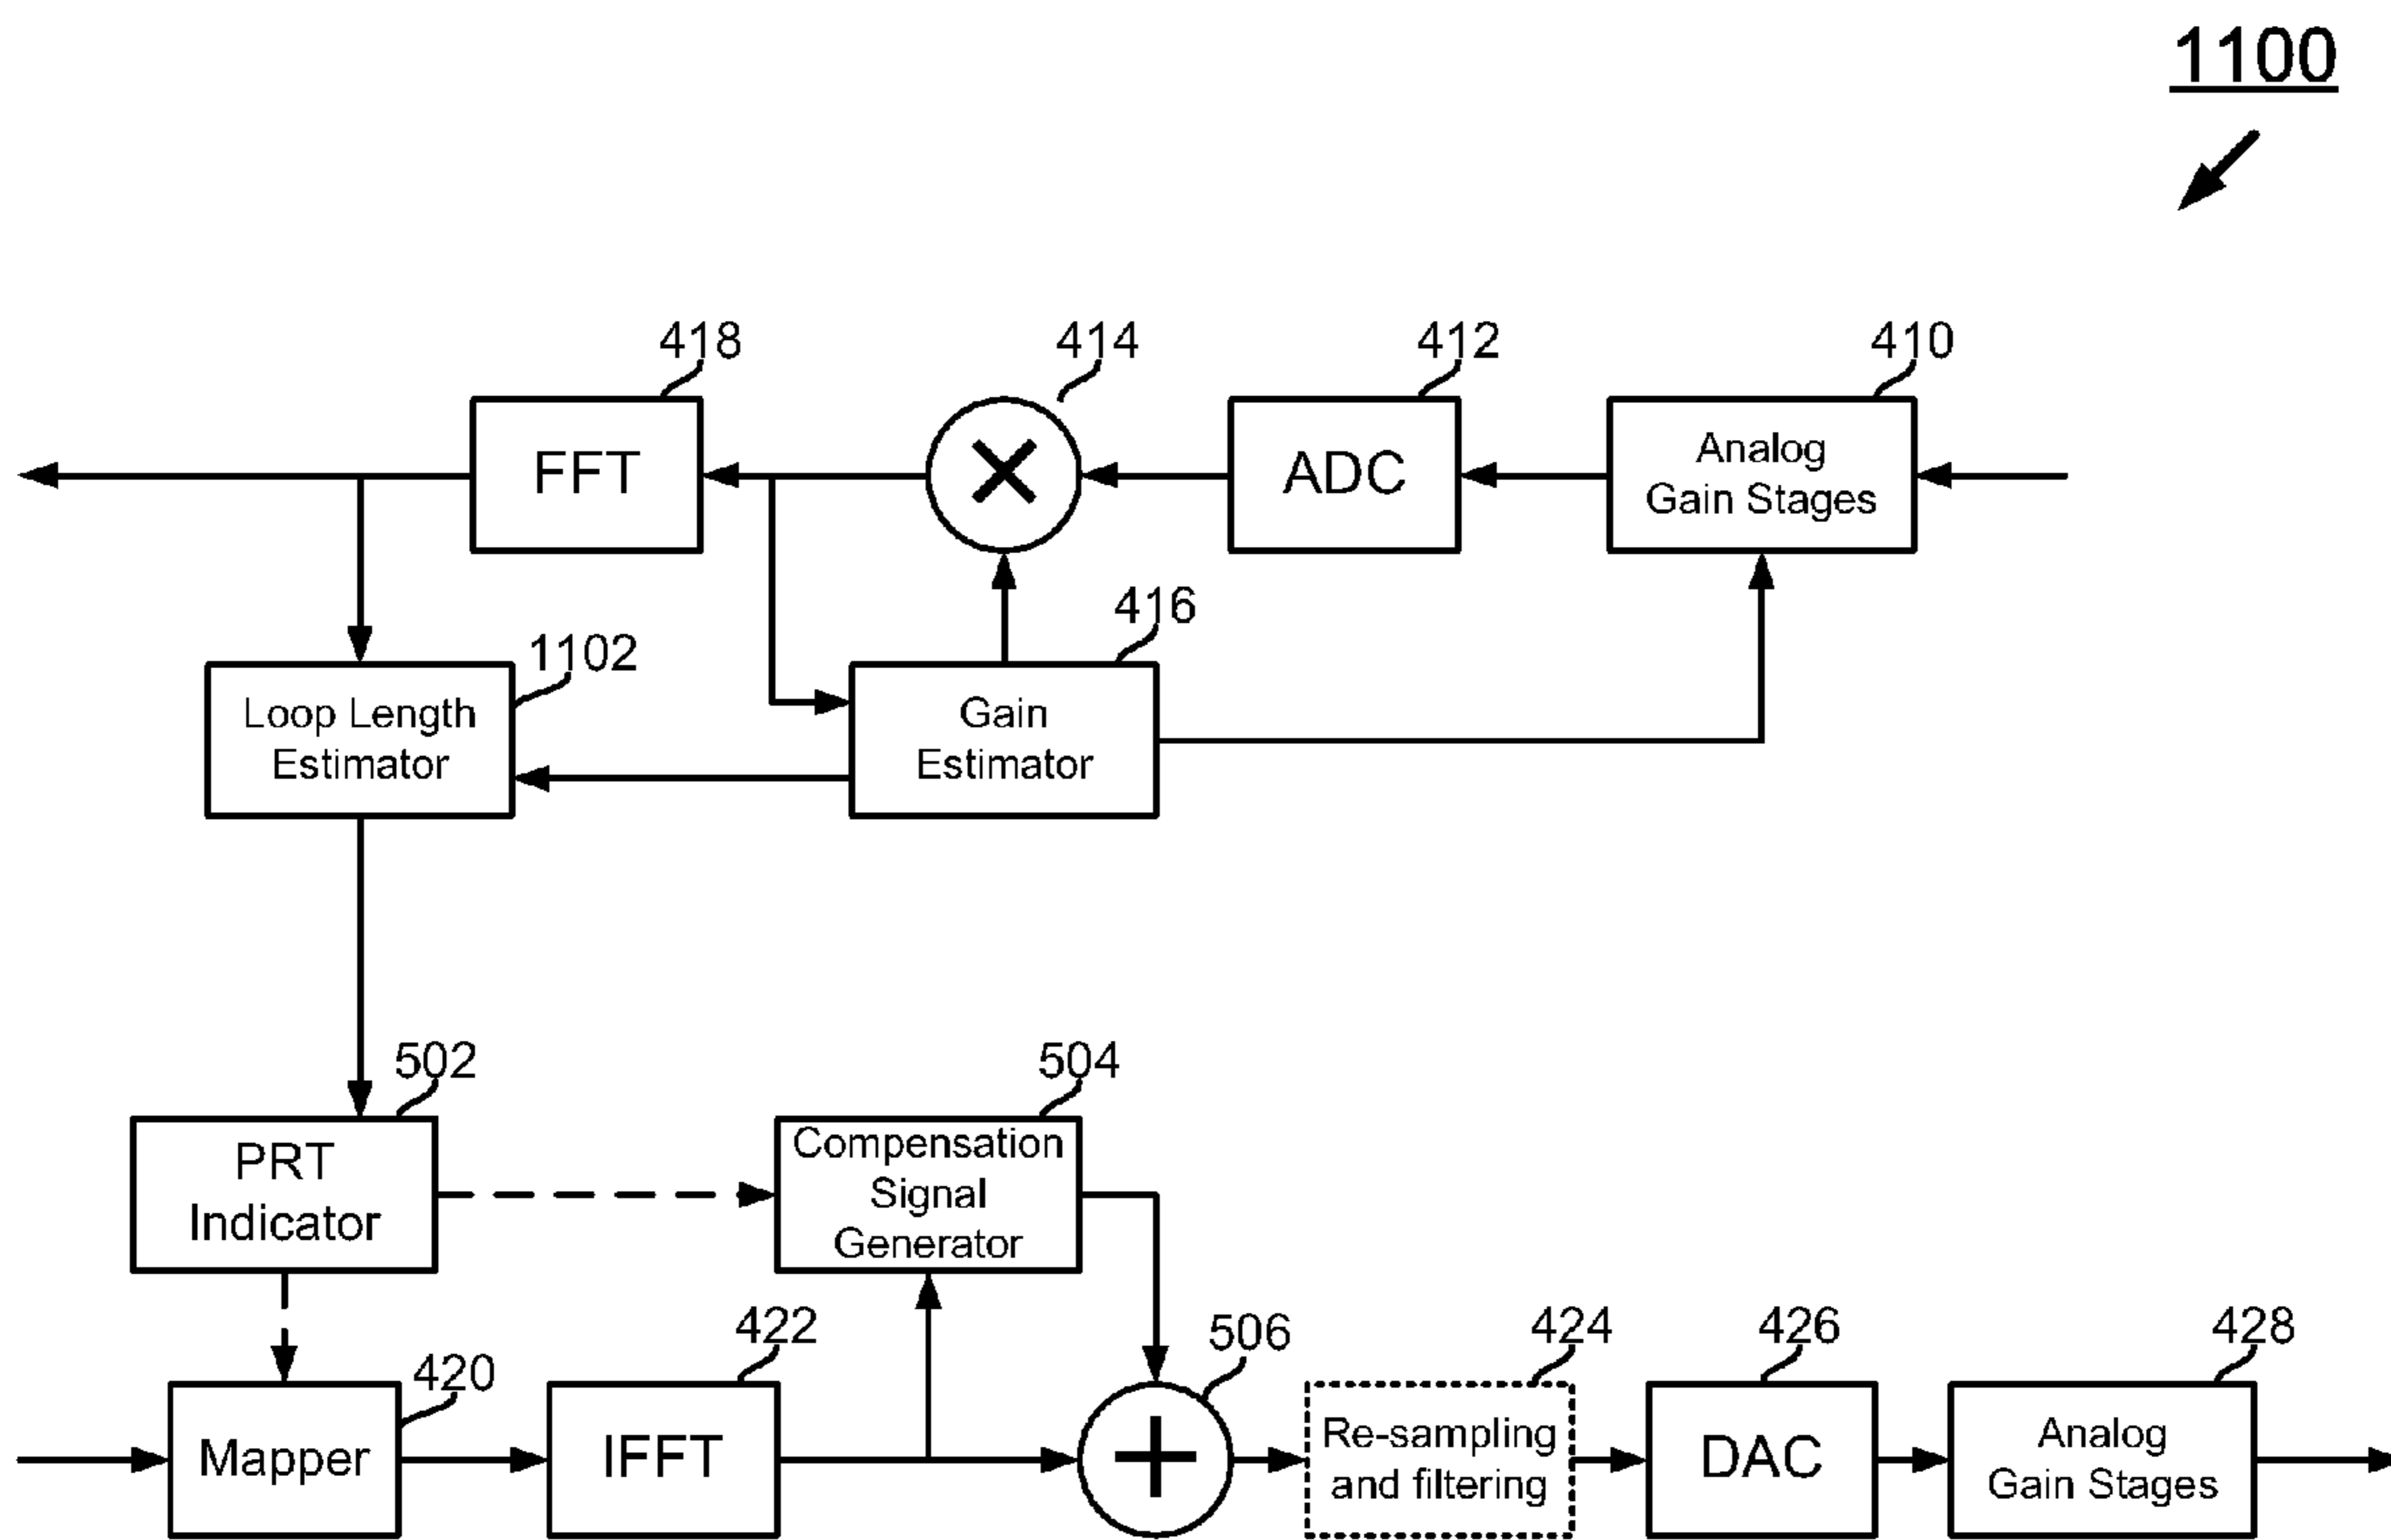 1100
418
414
412
410
FFT
ADC
Analog
Gain Stages
416
1102
Loop Length
Estimator
Gain
Estimator
502
504
PRT
Indicator
Compensation
Signal
Generator
422
506
424
426
428
420
Mapper
IFFT
Re-sampling
and filtering
DAC
Analog
Gain Stages